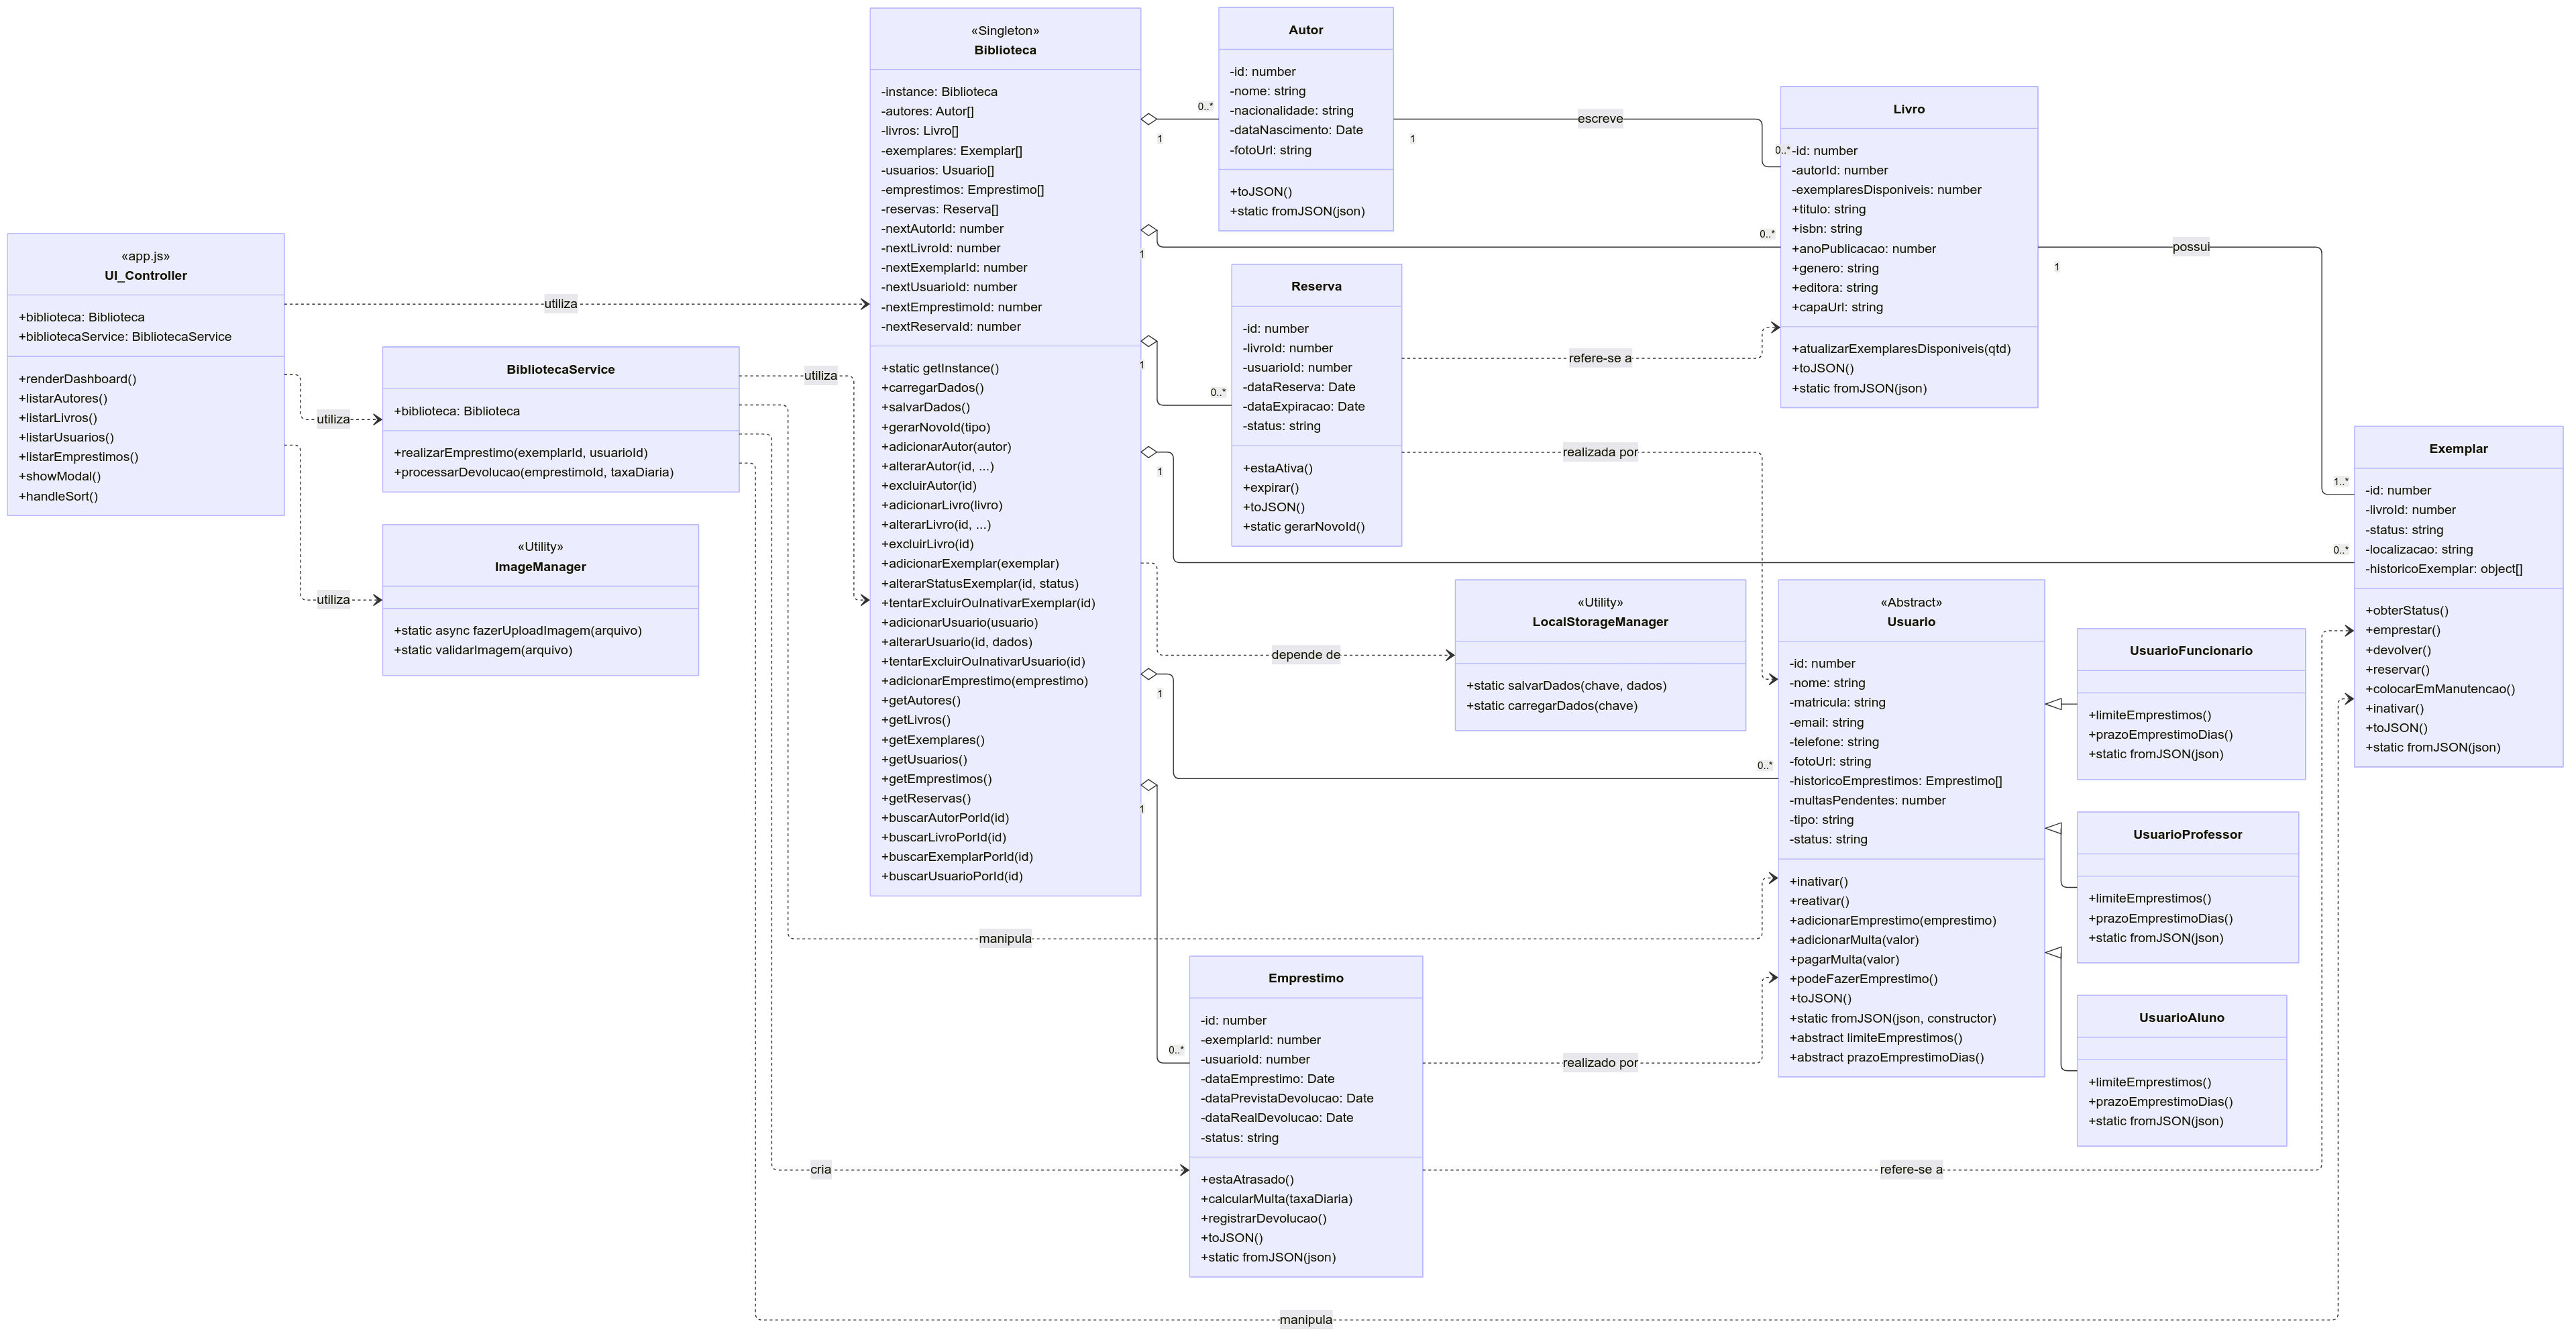 «app.js»
UI_Controller
+biblioteca: Biblioteca
+bibliotecaService: BibliotecaService
+renderDashboard()
+listarAutores()
+listarLivros()
+listarUsuarios()
+listarEmprestimos()
+showModal()
+handleSort()
utiliza
utiliza
utiliza
BibliotecaService
+biblioteca: Biblioteca
+realizarEmprestimo(exemplarId, usuarioId)
+processarDevolucao(emprestimoId, taxaDiaria)
«Utility»
ImageManager
+static async fazerUploadImagem(arquivo)
+static validarImagem(arquivo)
utiliza
manipula
cria
manipula
«Singleton»
Biblioteca
-instance: Biblioteca
-autores: Autor[]
-livros: Livro[]
-exemplares: Exemplar[]
-usuarios: Usuario[]
-emprestimos: Emprestimo[]
-reservas: Reserva[]
-nextAutorId: number
-nextLivroId: number
-nextExemplarId: number
-nextUsuarioId: number
-nextEmprestimoId: number
-nextReservaId: number
+static getInstance()
+carregarDados()
+salvarDados()
+gerarNovoId(tipo)
+adicionarAutor(autor)
+alterarAutor(id, ...)
+excluirAutor(id)
+adicionarLivro(livro)
+alterarLivro(id, ...)
+excluirLivro(id)
+adicionarExemplar(exemplar)
+alterarStatusExemplar(id, status)
+tentarExcluirOuInativarExemplar(id)
+adicionarUsuario(usuario)
+alterarUsuario(id, dados)
+tentarExcluirOuInativarUsuario(id)
+adicionarEmprestimo(emprestimo)
+getAutores()
+getLivros()
+getExemplares()
+getUsuarios()
+getEmprestimos()
+getReservas()
+buscarAutorPorId(id)
+buscarLivroPorId(id)
+buscarExemplarPorId(id)
+buscarUsuarioPorId(id)
1
0..*
1
0..*
1
0..*
1
0..*
1
0..*
1
0..*
depende de
Autor
-id: number
-nome: string
-nacionalidade: string
-dataNascimento: Date
-fotoUrl: string
+toJSON()
+static fromJSON(json)
1
escreve
0..*
Reserva
-id: number
-livroId: number
-usuarioId: number
-dataReserva: Date
-dataExpiracao: Date
-status: string
+estaAtiva()
+expirar()
+toJSON()
+static gerarNovoId()
refere-se a
realizada por
«Utility»
LocalStorageManager
+static salvarDados(chave, dados)
+static carregarDados(chave)
Emprestimo
-id: number
-exemplarId: number
-usuarioId: number
-dataEmprestimo: Date
-dataPrevistaDevolucao: Date
-dataRealDevolucao: Date
-status: string
+estaAtrasado()
+calcularMulta(taxaDiaria)
+registrarDevolucao()
+toJSON()
+static fromJSON(json)
realizado por
refere-se a
Livro
-id: number
-autorId: number
-exemplaresDisponiveis: number
+titulo: string
+isbn: string
+anoPublicacao: number
+genero: string
+editora: string
+capaUrl: string
+atualizarExemplaresDisponiveis(qtd)
+toJSON()
+static fromJSON(json)
1
possui
1..*
«Abstract»
Usuario
-id: number
-nome: string
-matricula: string
-email: string
-telefone: string
-fotoUrl: string
-historicoEmprestimos: Emprestimo[]
-multasPendentes: number
-tipo: string
-status: string
+inativar()
+reativar()
+adicionarEmprestimo(emprestimo)
+adicionarMulta(valor)
+pagarMulta(valor)
+podeFazerEmprestimo()
+toJSON()
+static fromJSON(json, constructor)
+abstract limiteEmprestimos()
+abstract prazoEmprestimoDias()
UsuarioFuncionario
+limiteEmprestimos()
+prazoEmprestimoDias()
+static fromJSON(json)
UsuarioProfessor
+limiteEmprestimos()
+prazoEmprestimoDias()
+static fromJSON(json)
UsuarioAluno
+limiteEmprestimos()
+prazoEmprestimoDias()
+static fromJSON(json)
Exemplar
-id: number
-livroId: number
-status: string
-localizacao: string
-historicoExemplar: object[]
+obterStatus()
+emprestar()
+devolver()
+reservar()
+colocarEmManutencao()
+inativar()
+toJSON()
+static fromJSON(json)